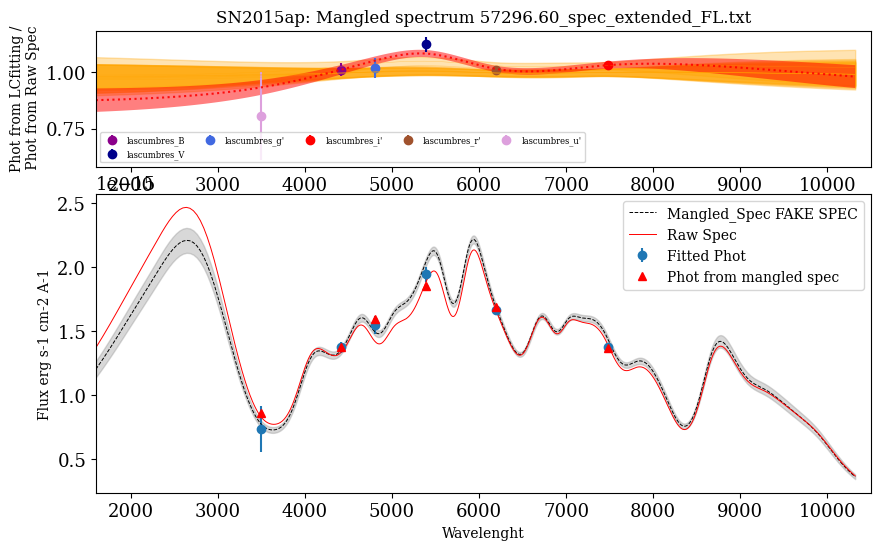 SN2015ap: Mangled spectrum 57296.60_spec_extended_FL.txt
Phot from LCfitting /
Phot from Raw Spec
1.00
0.75
lascumbres_B
lascumbres_g'
lascumbres_i'
lascumbres_r'
lascumbres_u'
lascumbres_V
2000 3000 4000 5000 6000 7000 8000 9000 10000
1e−15
Flux erg s-1 cm-2 A-1
2.5
2.0
1.5
1.0
0.5
Mangled_Spec FAKE SPEC
Raw Spec
Fitted Phot
Phot from mangled spec
2000 3000 4000 5000 6000 7000 8000 9000 10000
Wavelenght